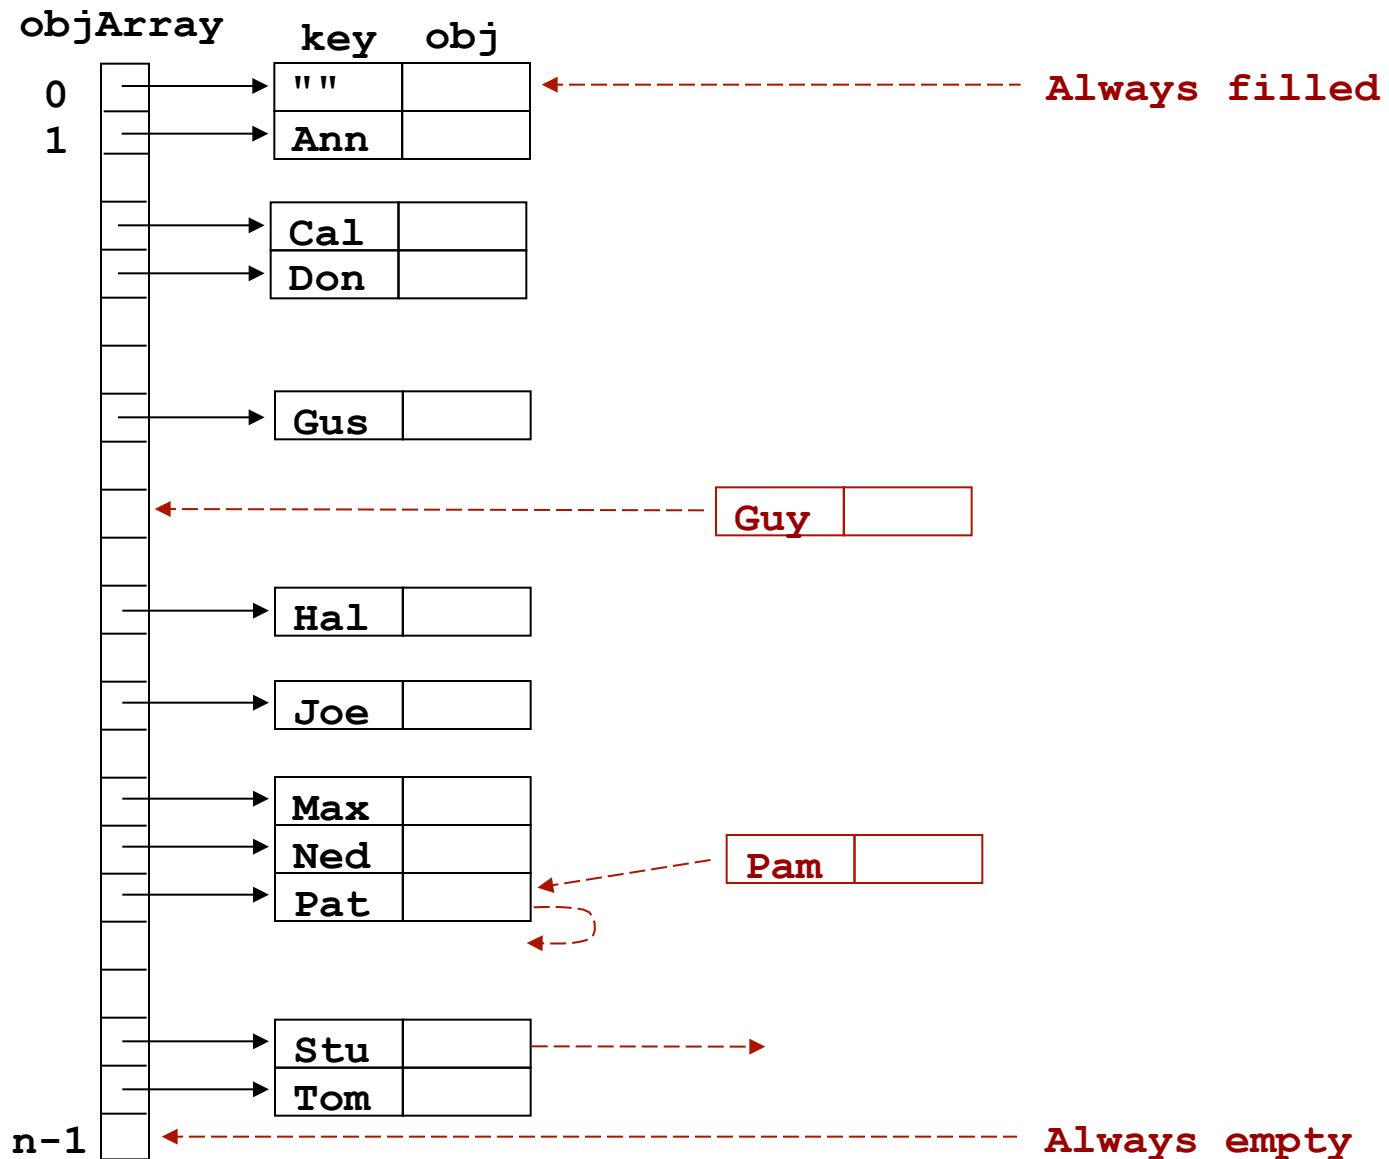 objArray key obj
0 "" Always filled
1 Ann
Cal
Don
Gus
Guy
Hal
Joe
Max
Ned
Pam
Pat
Stu
Tom
n-1 Always empty